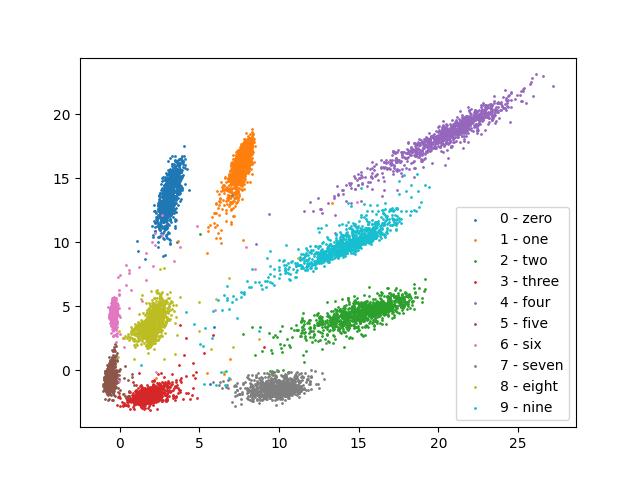 20
15
10
5
0
0 - zero
1 - one
2 - two
3 - three
4 - four
5 - five
6 - six
7 - seven
8 - eight
9 - nine
0 5 10 15 20 25